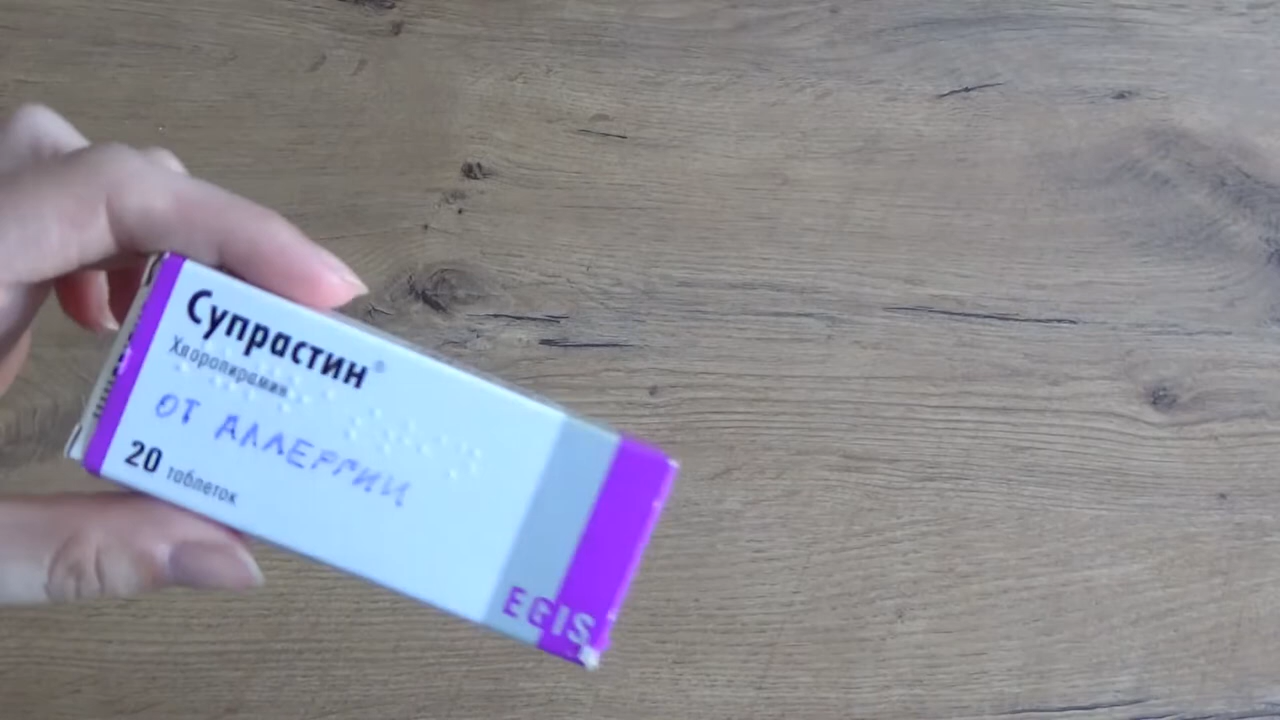 Супрастин®
Хлоропирамин
ОТ АЛЛЕРГИИ
20 таблеток
EGIS